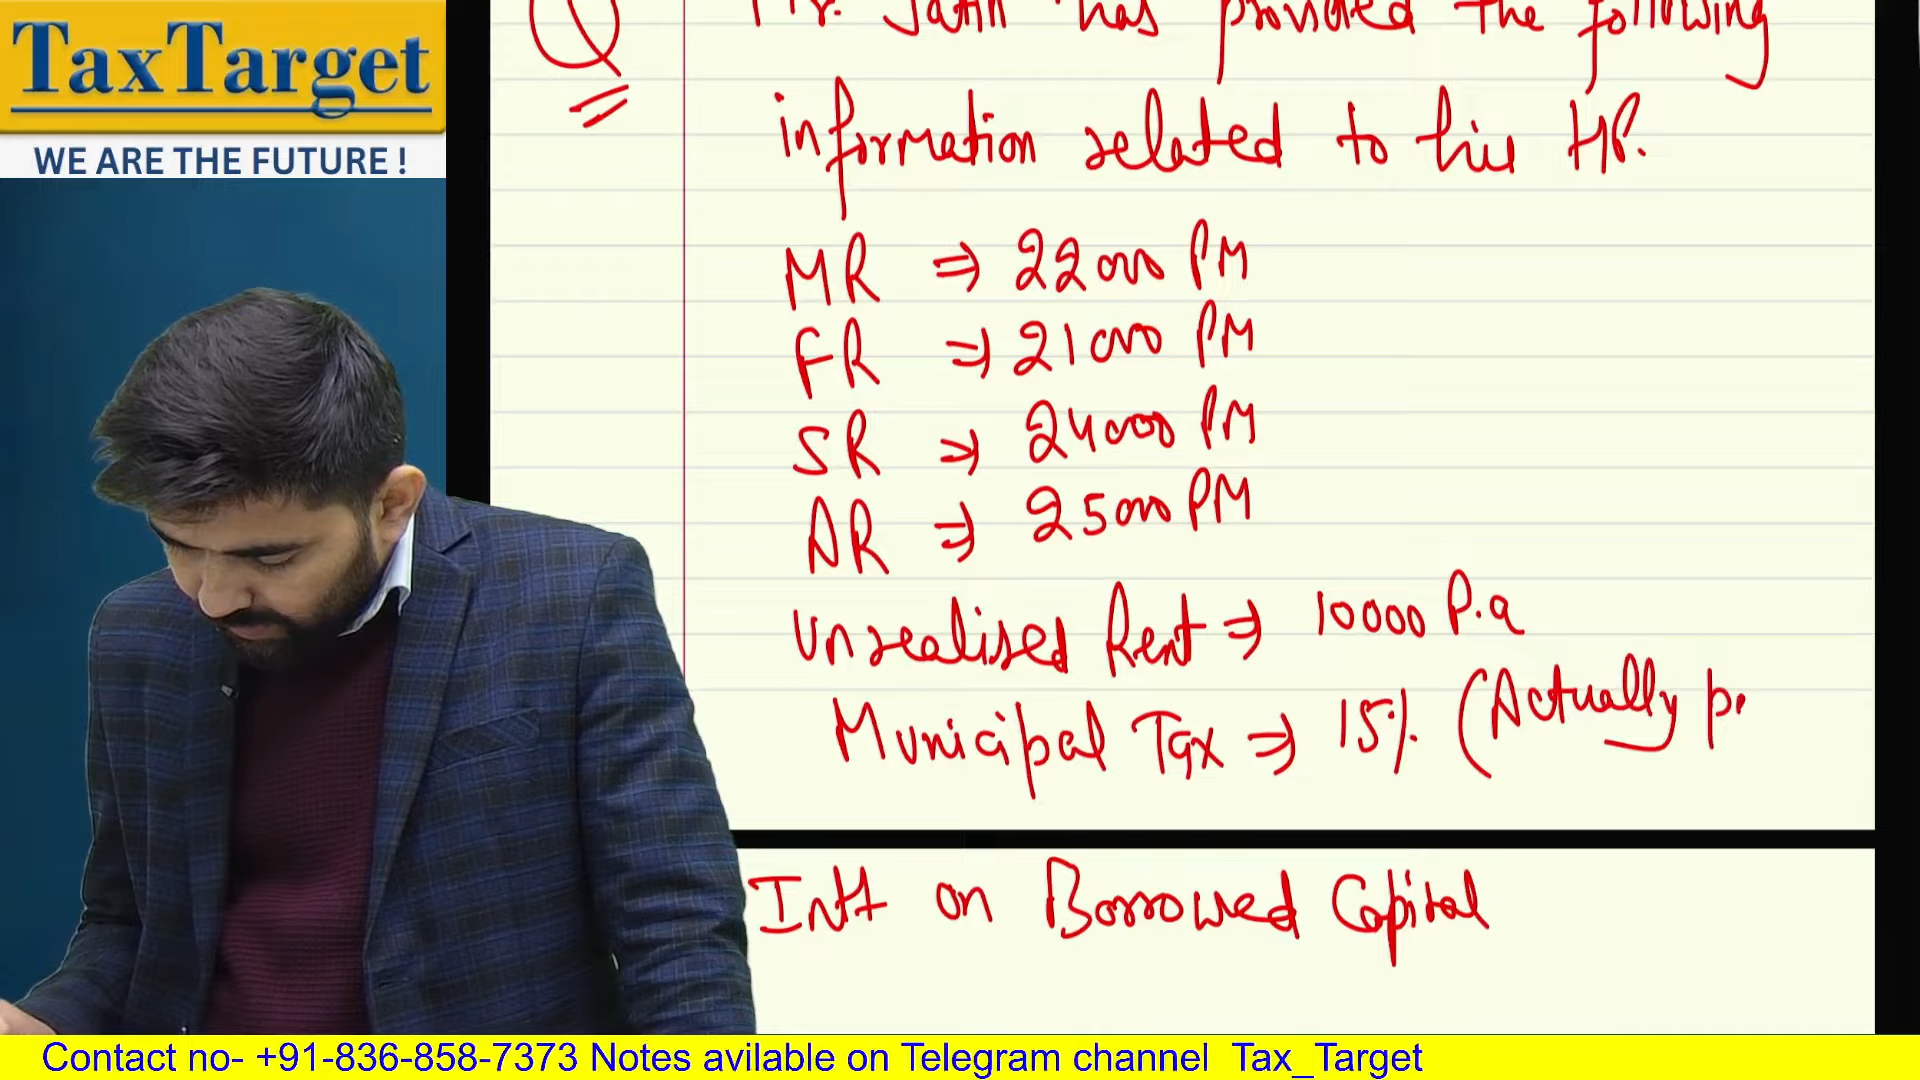 TaxTarget
WE ARE THE FUTURE !
Q
Mr. Jatin has provided the following
information related to his HP.
MR ⇒ 22000 PM
FR ⇒ 21000 PM
SR ⇒ 24000 PM
AR ⇒ 25000 PM
Unrealised Rent ⇒ 10000 P.a
Municipal Tax ⇒ 15% (Actually
Intt on Borrowed Capital
Contact no- +91-836-858-7373 Notes avilable on Telegram channel Tax_Target